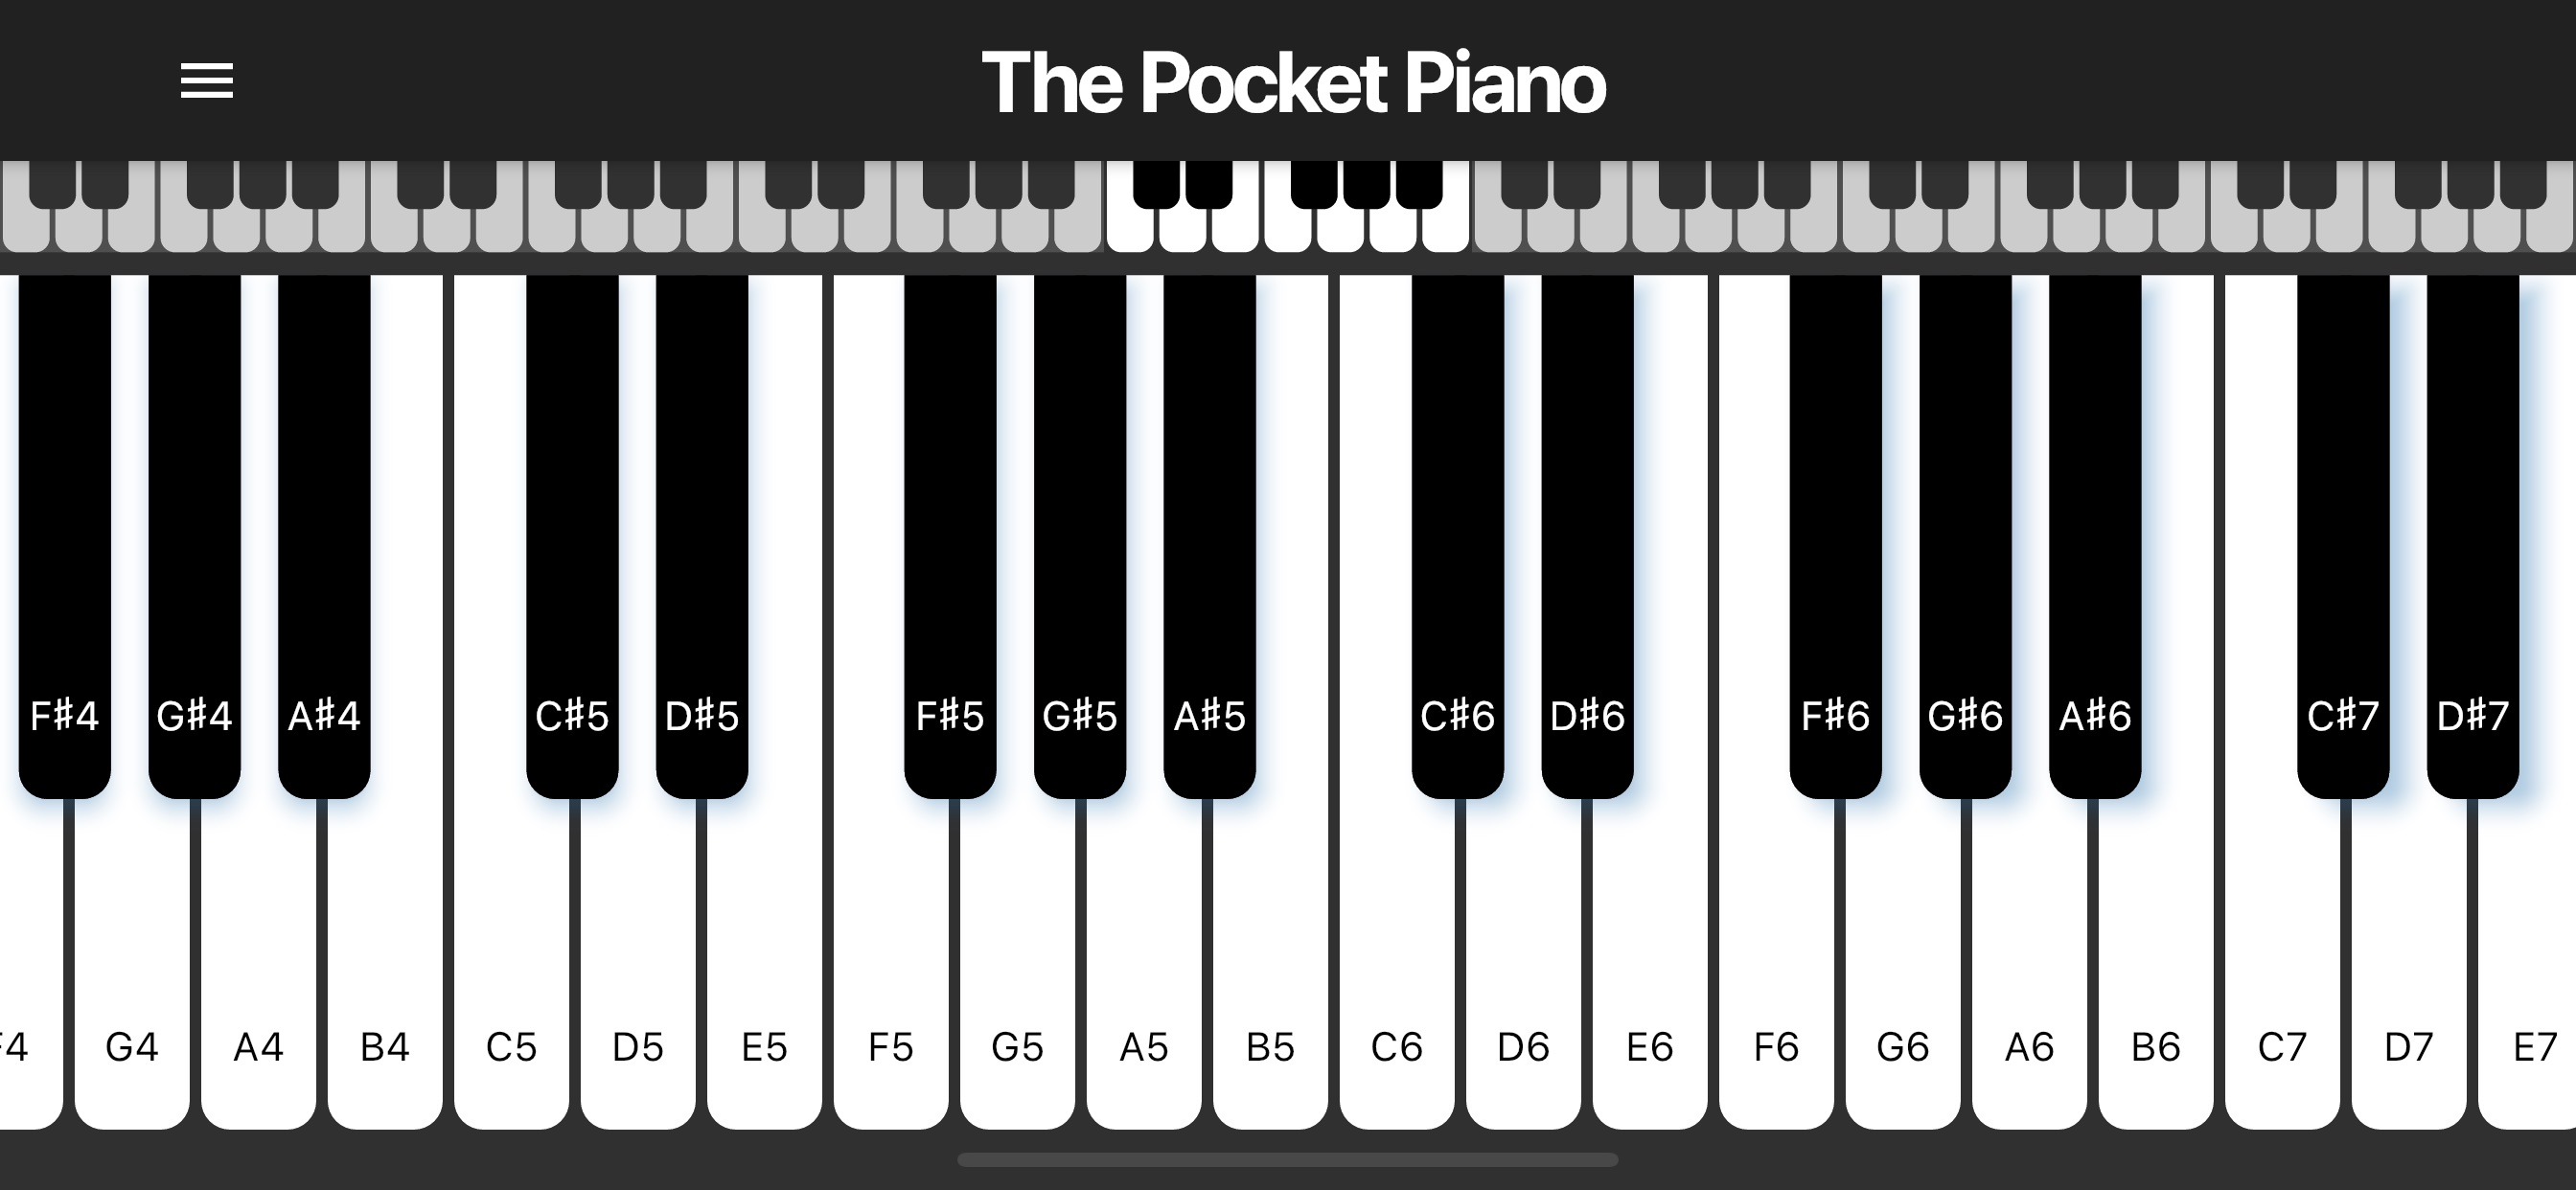 The Pocket Piano
F♯4 G♯4 A♯4 C♯5 D♯5 F♯5 G♯5 A♯5 C♯6 D♯6 F♯6 G♯6 A♯6 C♯7 D♯7
F4 G4 A4 B4 C5 D5 E5 F5 G5 A5 B5 C6 D6 E6 F6 G6 A6 B6 C7 D7 E7